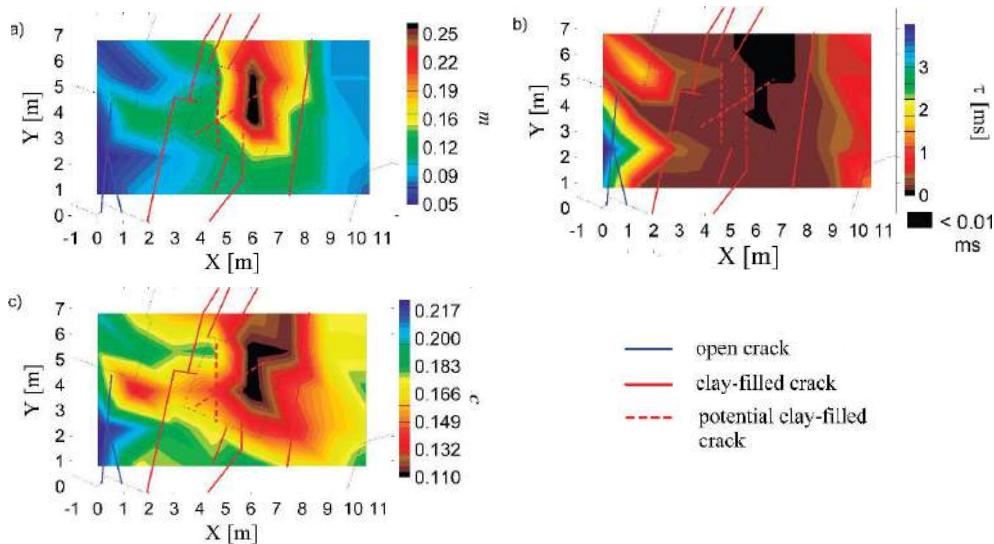 a)
7
6
5
4
3
2
1
0
Y [m]
-1 0 1 2 3 4 5 6 7 8 9 10 11
X [m]
0.26
0.19
0.16
0.14
0.12
0.09
0.05
m
b)
7
6
5
4
3
2
1
0
Y [m]
-1 0 1 2 3 4 5 6 7 8 9 10 11
X [m]
3
2
1
0
τ [ms]
< 0.01
ms
c)
7
6
5
4
3
2
1
0
Y [m]
-1 0 1 2 3 4 5 6 7 8 9 10 11
X [m]
0.217
0.200
0.183
0.166
0.149
0.132
0.110
c
open crack
clay-filled crack
potential clay-filled
crack